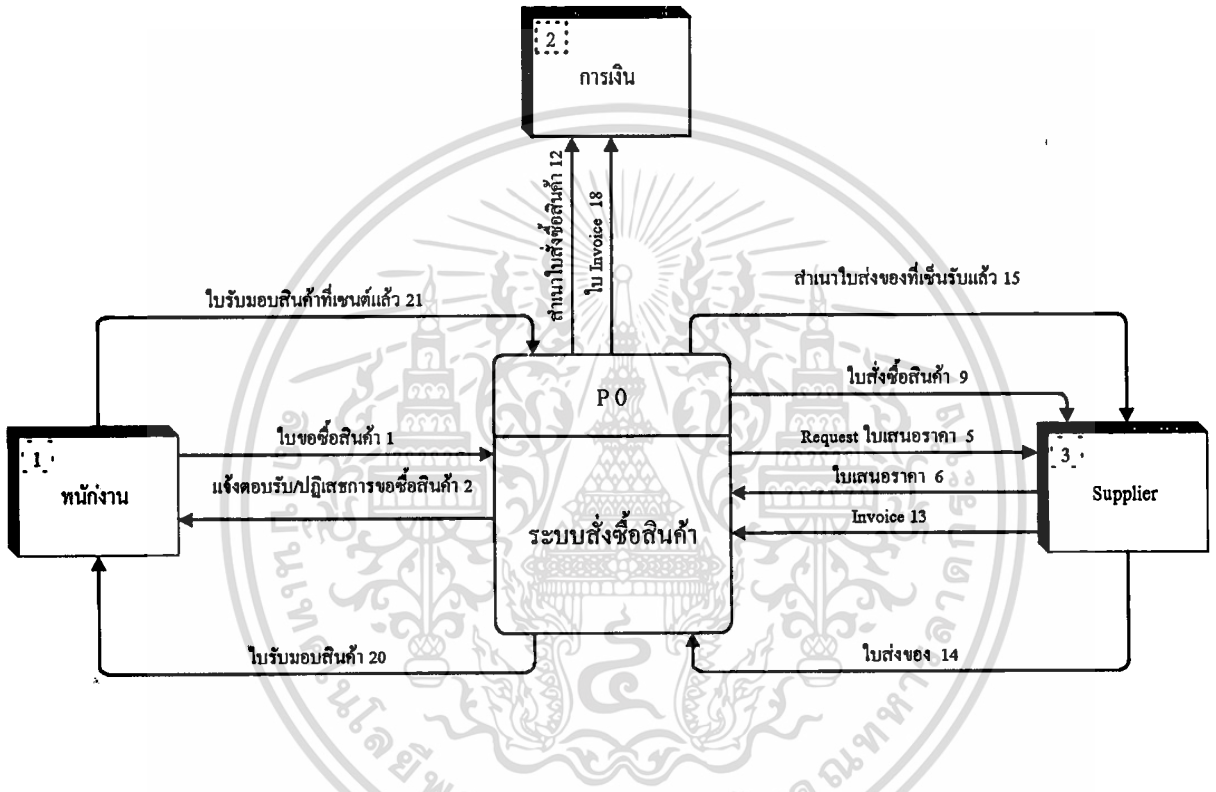 2
การเงิน
สำเนาใบสั่งซื้อสินค้า 12
ใบ Invoice 18
ใบรับมอบสินค้าที่เซนต์แล้ว 21
สำเนาใบส่งของที่เซ็นรับแล้ว 15
P O
ใบสั่งซื้อสินค้า 9
ใบขอซื้อสินค้า 1
Request ใบเสนอราคา 5
1
พนักงาน
แจ้งตอบรับ/ปฏิเสธการขอซื้อสินค้า 2
ใบเสนอราคา 6
3
Supplier
Invoice 13
ระบบสั่งซื้อสินค้า
ใบรับมอบสินค้า 20
ใบส่งของ 14